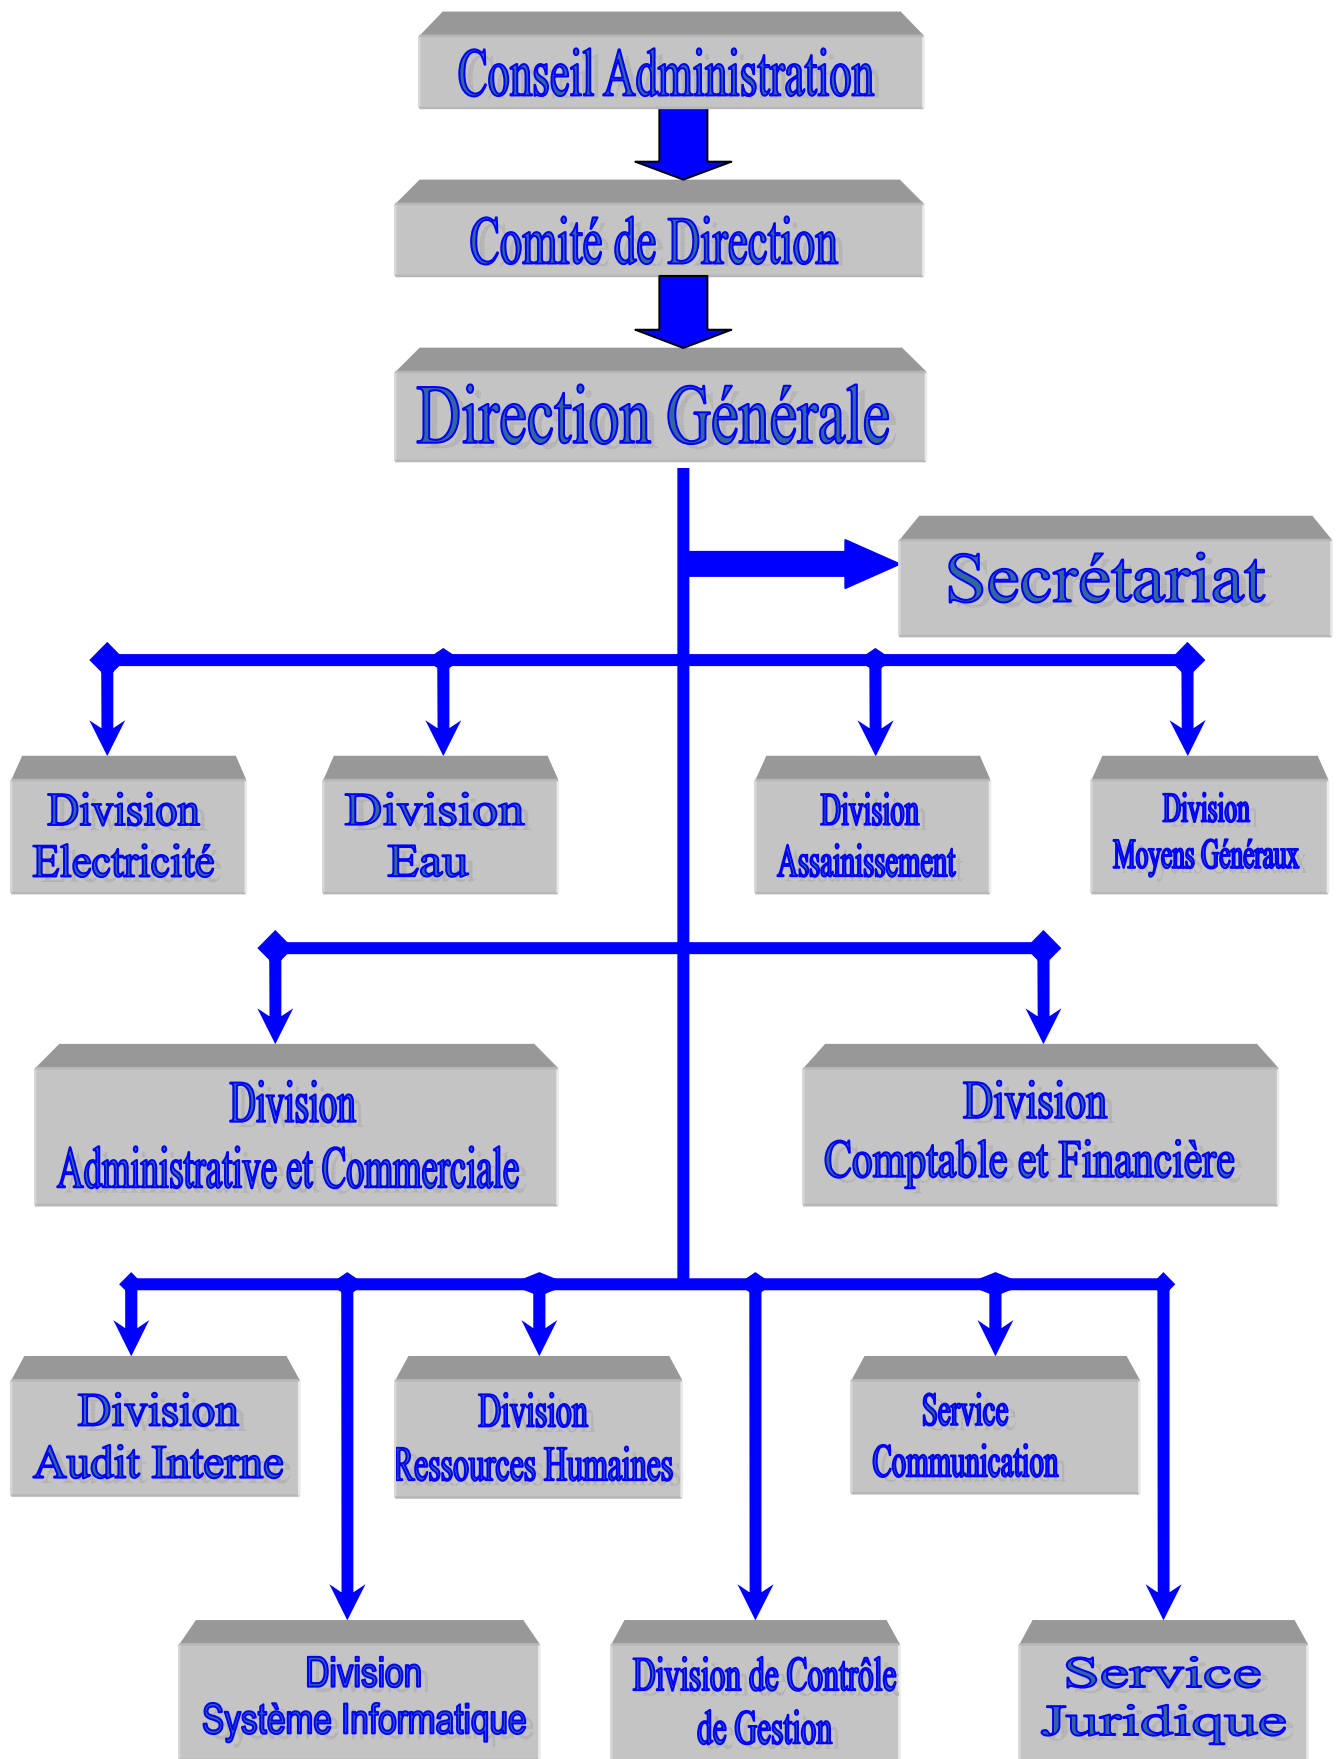 Conseil Administration
Comité de Direction
Direction Générale
Secrétariat
Division
Electricité
Division
Eau
Division
Assainissement
Division
Moyens Généraux
Division
Administrative et Commerciale
Division
Comptable et Financière
Division
Audit Interne
Division
Ressources Humaines
Service
Communication
Division
Système Informatique
Division de Contrôle
de Gestion
Service
Juridique